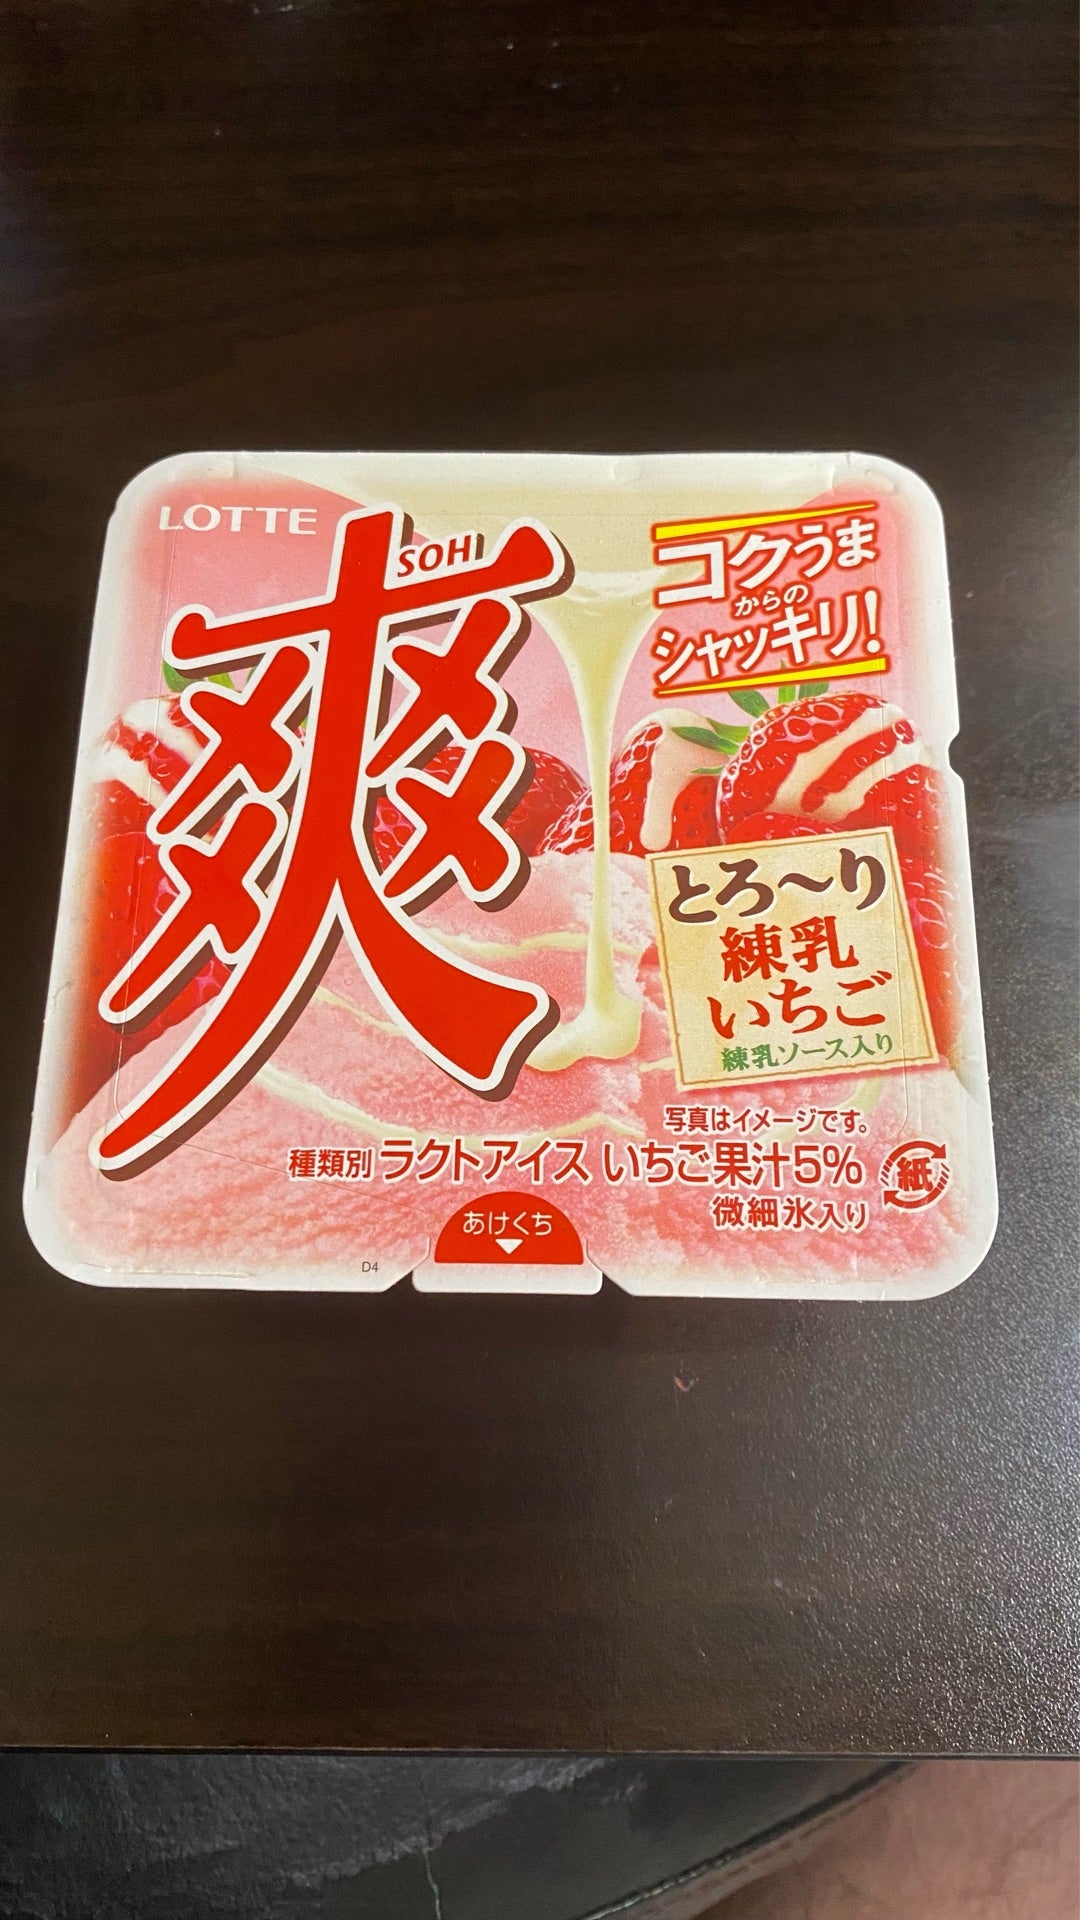 LOTTE
爽
SOH
コクうま
からの
シャッキリ!
とろ〜り
練乳
いちご
練乳ソース入り
写真はイメージです。
種類別 ラクトアイス いちご果汁5%
微細氷入り
紙
あけくち
D4